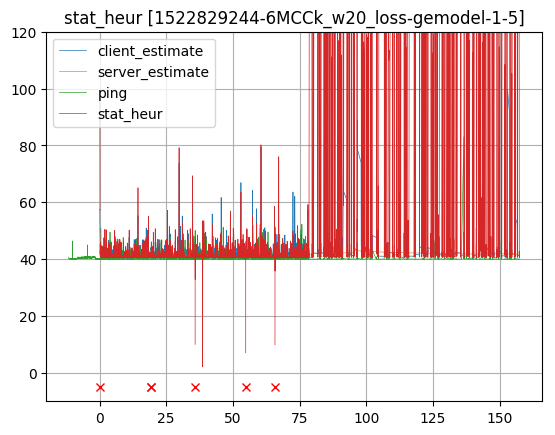 stat_heur [1522829244-6MCCk_w20_loss-gemodel-1-5]
client_estimate
server_estimate
ping
stat_heur
120
100
80
60
40
20
0
0 25 50 75 100 125 150